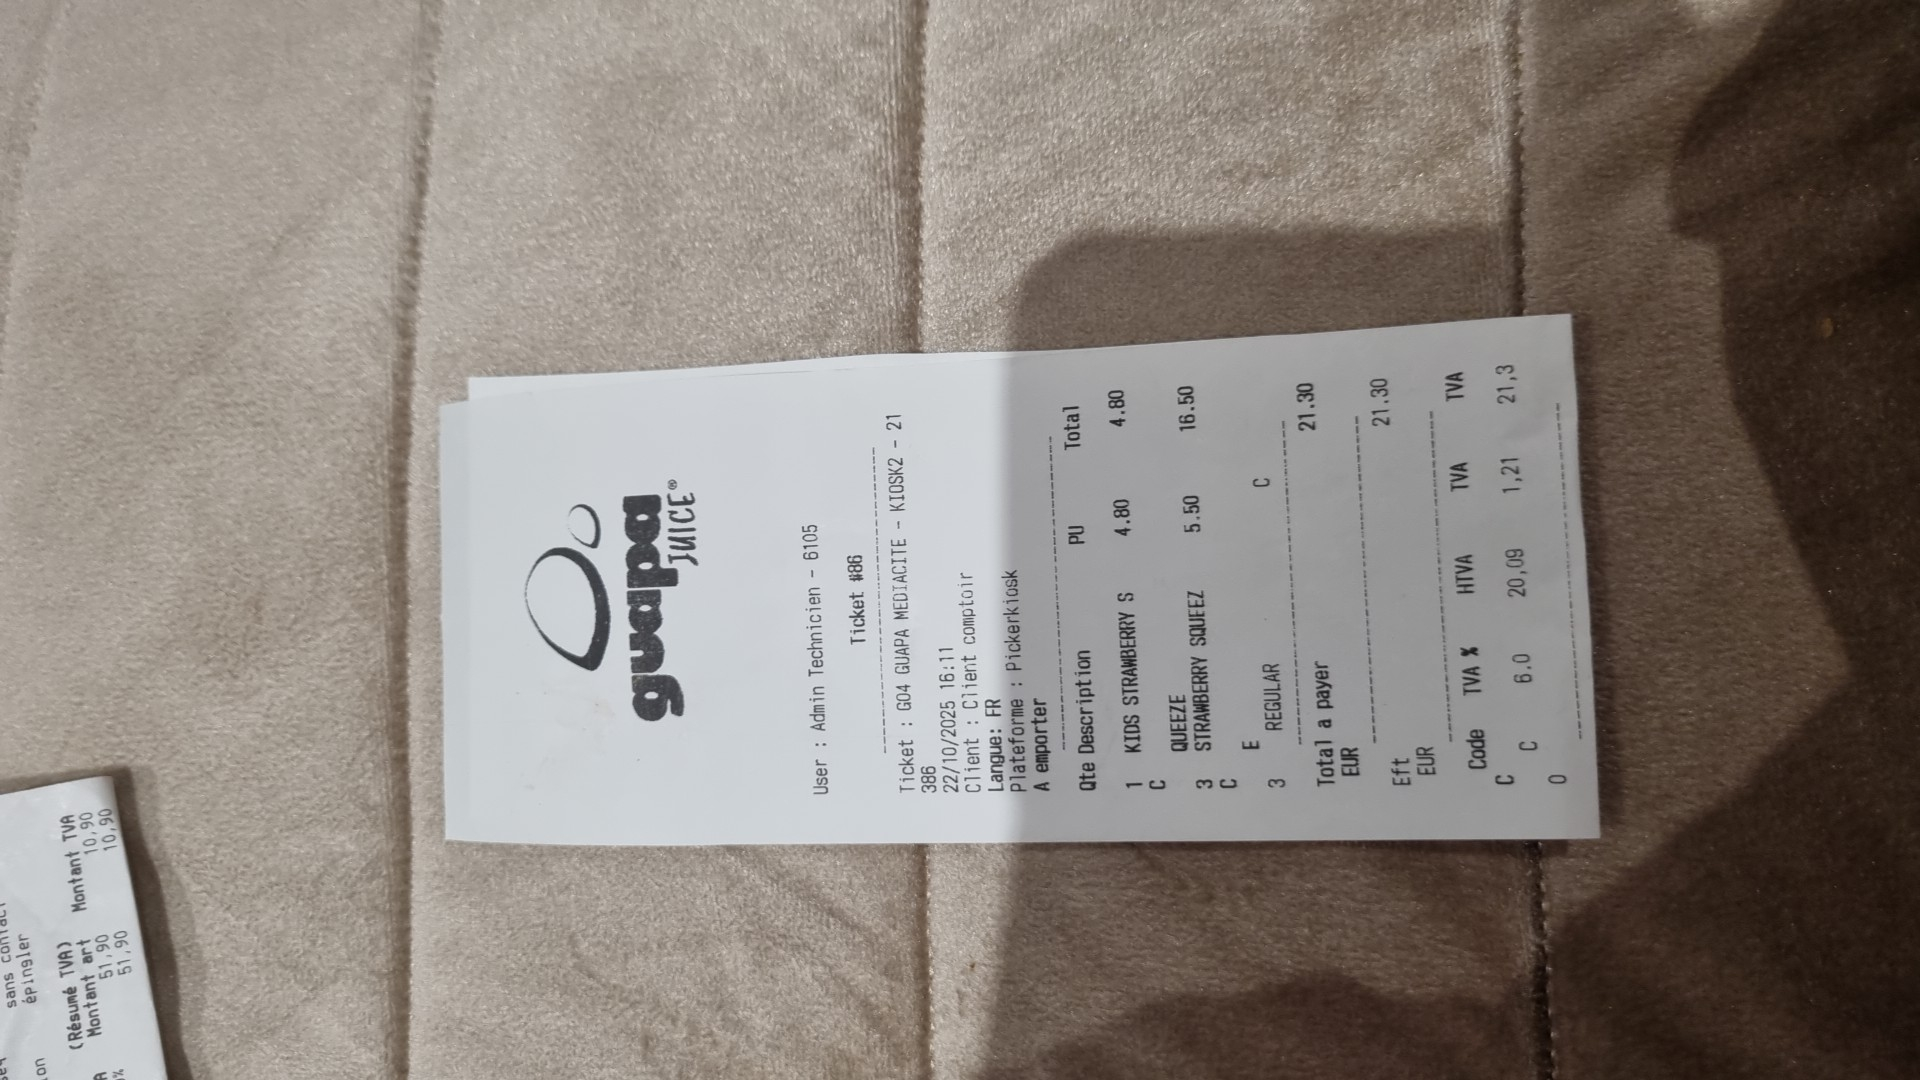 guapa
JUICE®
User : Admin Technicien - 6105
Ticket #86
Ticket : GO4 GUAPA MEDIACITE - KIOSK2 - 21
386
22/10/2025 16:11
Client : Client comptoir
Langue: FR
Plateforme : Pickerkiosk
A emporter
Qte Description PU Total
1 KIDS STRAWBERRY S 4.80 4.80
C
QUEEZE
3 STRAWBERRY SQUEEZ 5.50 16.50
C
E
3 REGULAR C
Total a payer 21.30
EUR
Eft 21.30
EUR
Code TVA % HTVA TVA TVA
C C 6.0 20,09 1,21 21,3
0
sans contact
épingler
(Résumé TVA)
Montant art Montant TVA
51,90 10,90
51,90 10,90